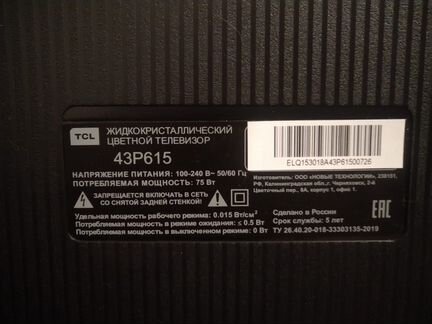 TCL
ЖИДКОКРИСТАЛЛИЧЕСКИЙ
ЦВЕТНОЙ ТЕЛЕВИЗОР
43P615
НАПРЯЖЕНИЕ ПИТАНИЯ: 100-240 В~ 50/60 Гц
ПОТРЕБЛЯЕМАЯ МОЩНОСТЬ: 75 Вт
ЗАПРЕЩАЕТСЯ ВКЛЮЧАТЬ В СЕТЬ
СО СНЯТОЙ ЗАДНЕЙ СТЕНКОЙ!
Удельная мощность рабочего режима: 0.015 Вт/см²
Потребляемая мощность в режиме ожидания: ≤ 0.5 Вт
Потребляемая мощность в выключенном режиме: 0 Вт
ELQ153018A43P61500726
Изготовитель: ООО «НОВЫЕ ТЕХНОЛОГИИ», 238151,
РФ, Калининградская обл., г. Черняховск, 2-й
Цветочный пер., 8А, корпус 1, офис 1.
Сделано в России
Срок службы: 5 лет
ТУ 26.40.20-018-33303135-2019
EAC